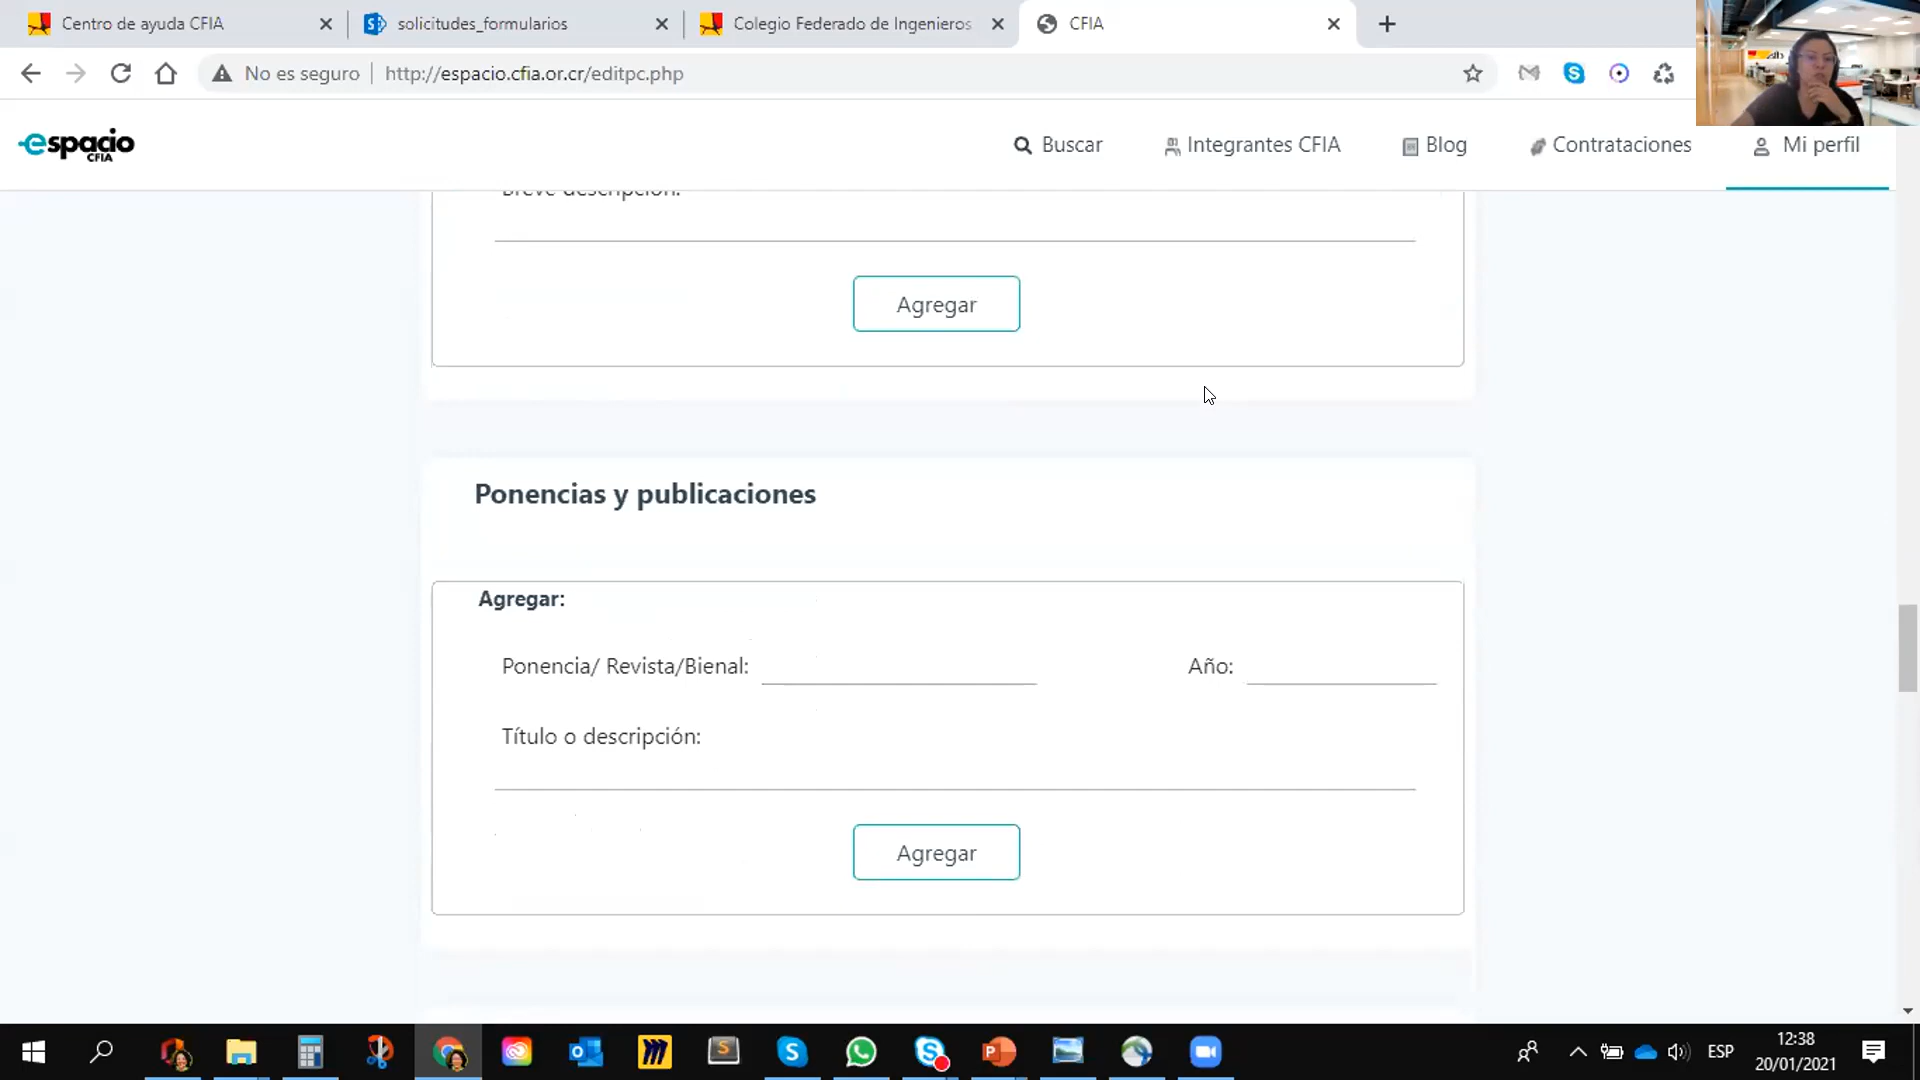 Centro de ayuda CFIA
solicitudes_formularios
Colegio Federado de Ingenieros
CFIA
No es seguro
http://espacio.cfia.or.cr/editpc.php
espacio
CFIA
Buscar
Integrantes CFIA
Blog
Contrataciones
Mi perfil
Breve descripción:
Agregar
Ponencias y publicaciones
Agregar:
Ponencia/ Revista/Bienal:
Año:
Título o descripción:
Agregar
ESP
12:38
20/01/2021